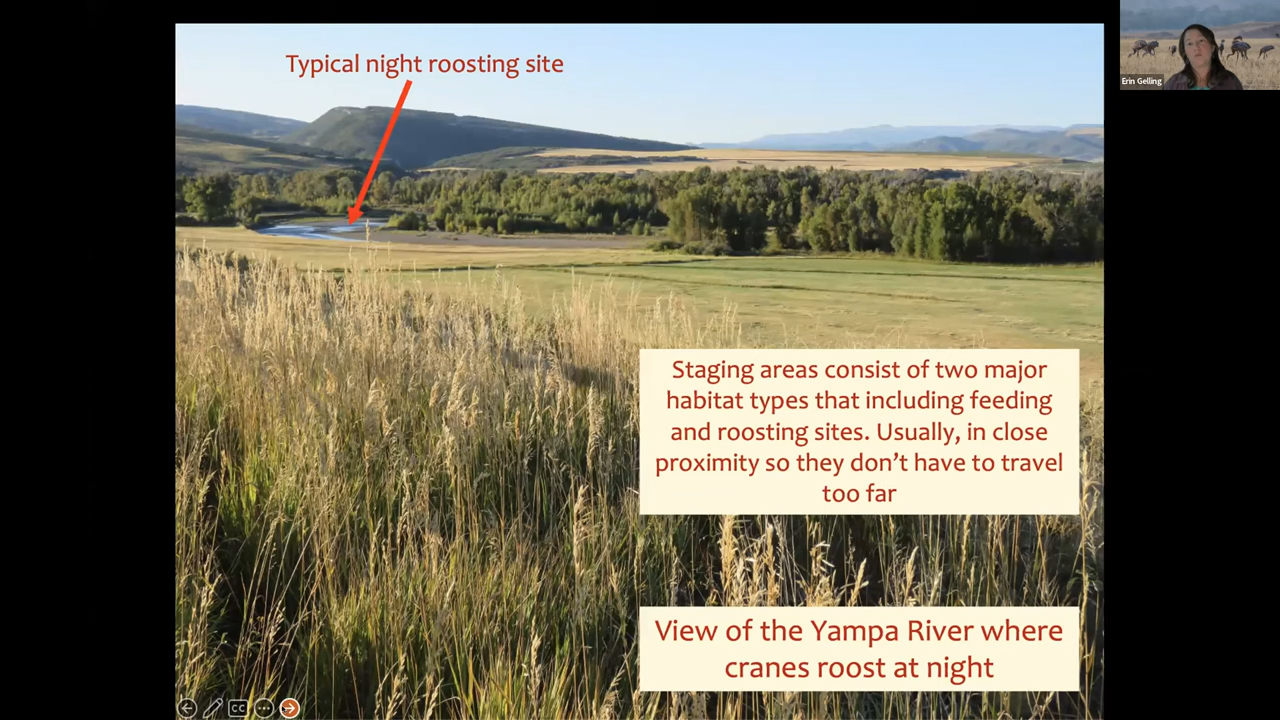 Typical night roosting site
Erin Gelling
Staging areas consist of two major
habitat types that including feeding
and roosting sites. Usually, in close
proximity so they don't have to travel
too far
View of the Yampa River where
cranes roost at night
CC